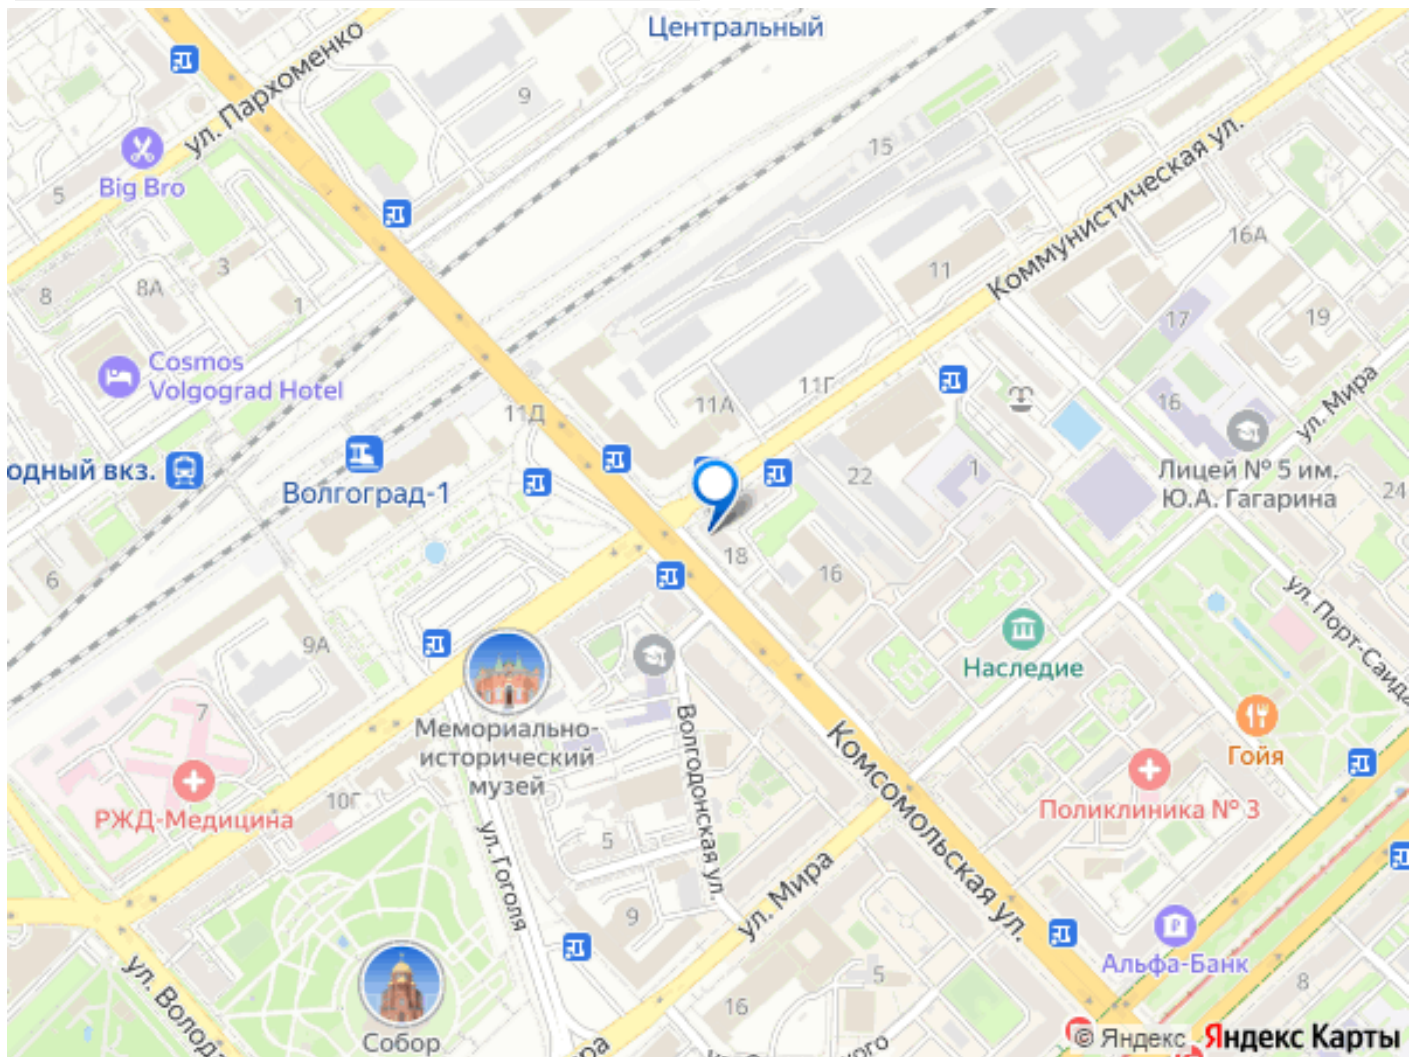 Центральный
ул. Пархоменко
9
15
Коммунистическая ул.
Big Bro
5
3
8А
8
1
16А
11
17
19
Cosmos
Volgograd Hotel
11Д
11А
11Г
16
ул. Мира
одный вкз.
Волгоград-1
22
1
Лицей № 5 им.
Ю.А. Гагарина
24
18
16
6
9А
Наследие
ул. Порт-Саида
7
Мемориально-
исторический
музей
Волгодонская ул.
Комсомольская ул.
Гойя
РЖД-Медицина
10Г
Поликлиника № 3
5
ул. Гоголя
ул. Мира
9
Альфа-Банк
ул. Волод
5
8
16
Собор
© Яндекс Яндекс Карты